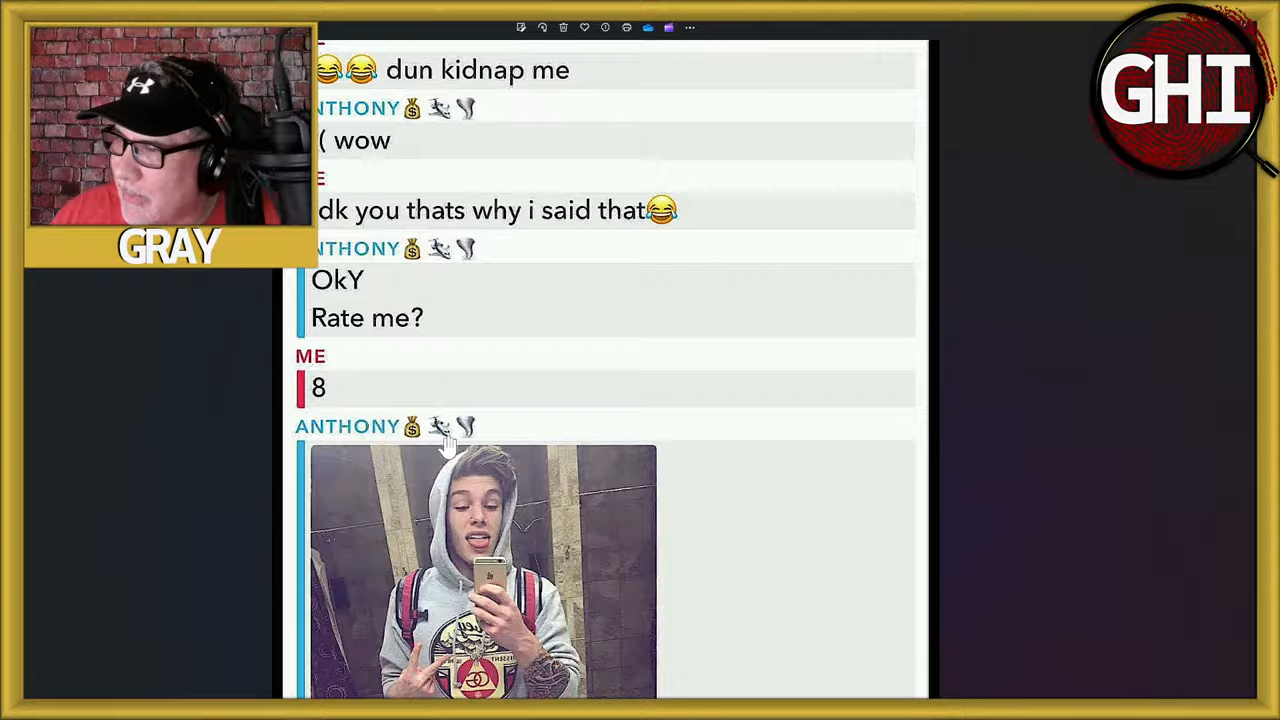 GHI
GRAY
dun kidnap me
NTHONY
( wow
E
dk you thats why i said that
NTHONY
OkY
Rate me?
ME
8
ANTHONY